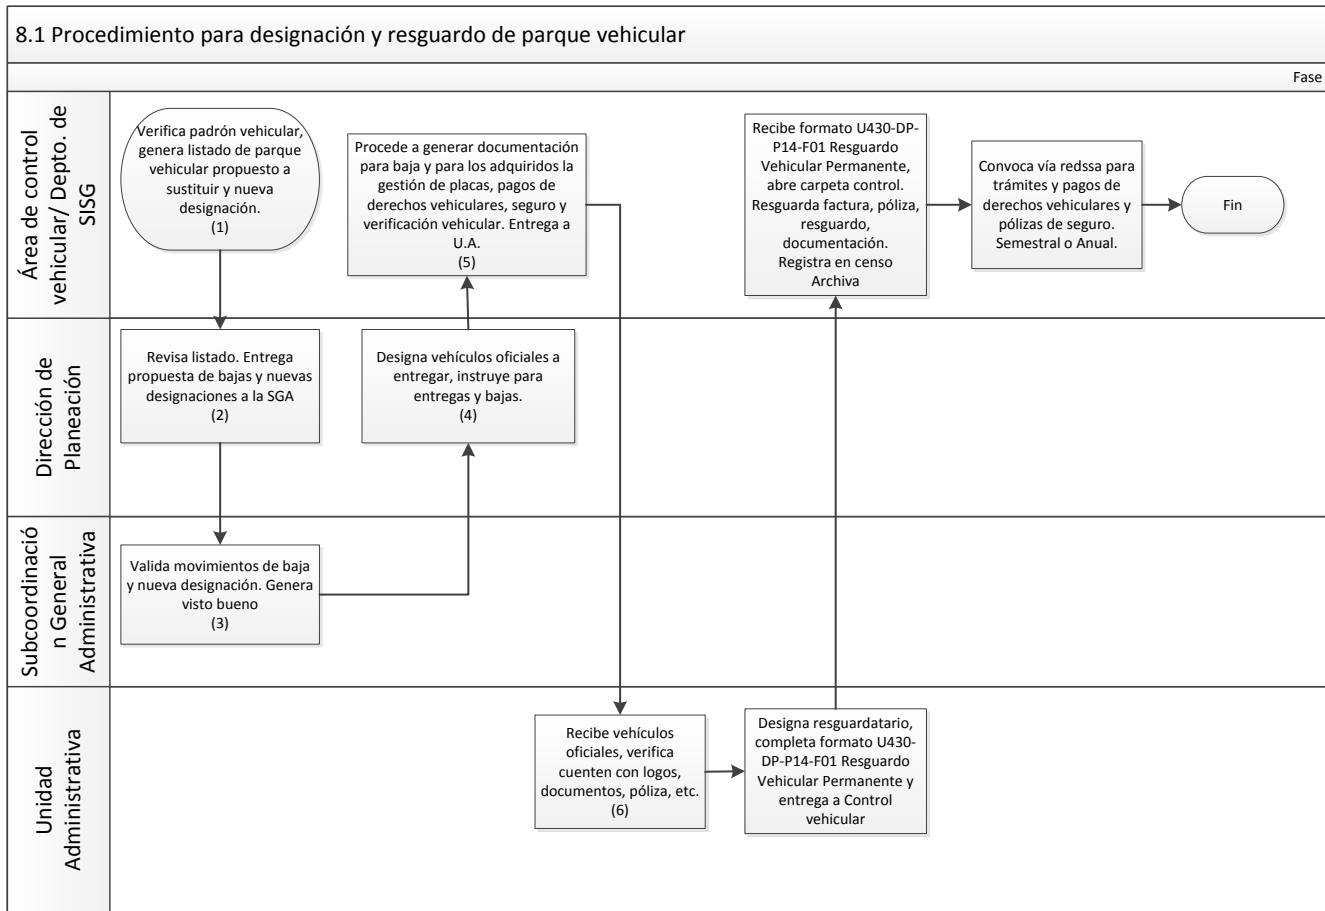 8.1 Procedimiento para designación y resguardo de parque vehicular
Fase
Área de control
vehicular/ Depto. de
SISG
Verifica padrón vehicular,
genera listado de parque
vehicular propuesto a
sustituir y nueva
designación.
(1)
Procede a generar documentación
para baja y para los adquiridos la
gestión de placas, pagos de
derechos vehiculares, seguro y
verificación vehicular. Entrega a
U.A.
(5)
Recibe formato U430-DP-
P14-F01 Resguardo
Vehicular Permanente,
abre carpeta control.
Resguarda factura, póliza,
resguardo,
documentación.
Registra en censo
Archiva
Convoca vía redssa para
trámites y pagos de
derechos vehiculares y
pólizas de seguro.
Semestral o Anual.
Fin
Dirección de
Planeación
Revisa listado. Entrega
propuesta de bajas y nuevas
designaciones a la SGA
(2)
Designa vehículos oficiales a
entregar, instruye para
entregas y bajas.
(4)
Subcoordinació
n General
Administrativa
Valida movimientos de baja
y nueva designación. Genera
visto bueno
(3)
Unidad
Administrativa
Recibe vehículos
oficiales, verifica
cuenten con logos,
documentos, póliza, etc.
(6)
Designa resguardatario,
completa formato U430-
DP-P14-F01 Resguardo
Vehicular Permanente y
entrega a Control
vehicular